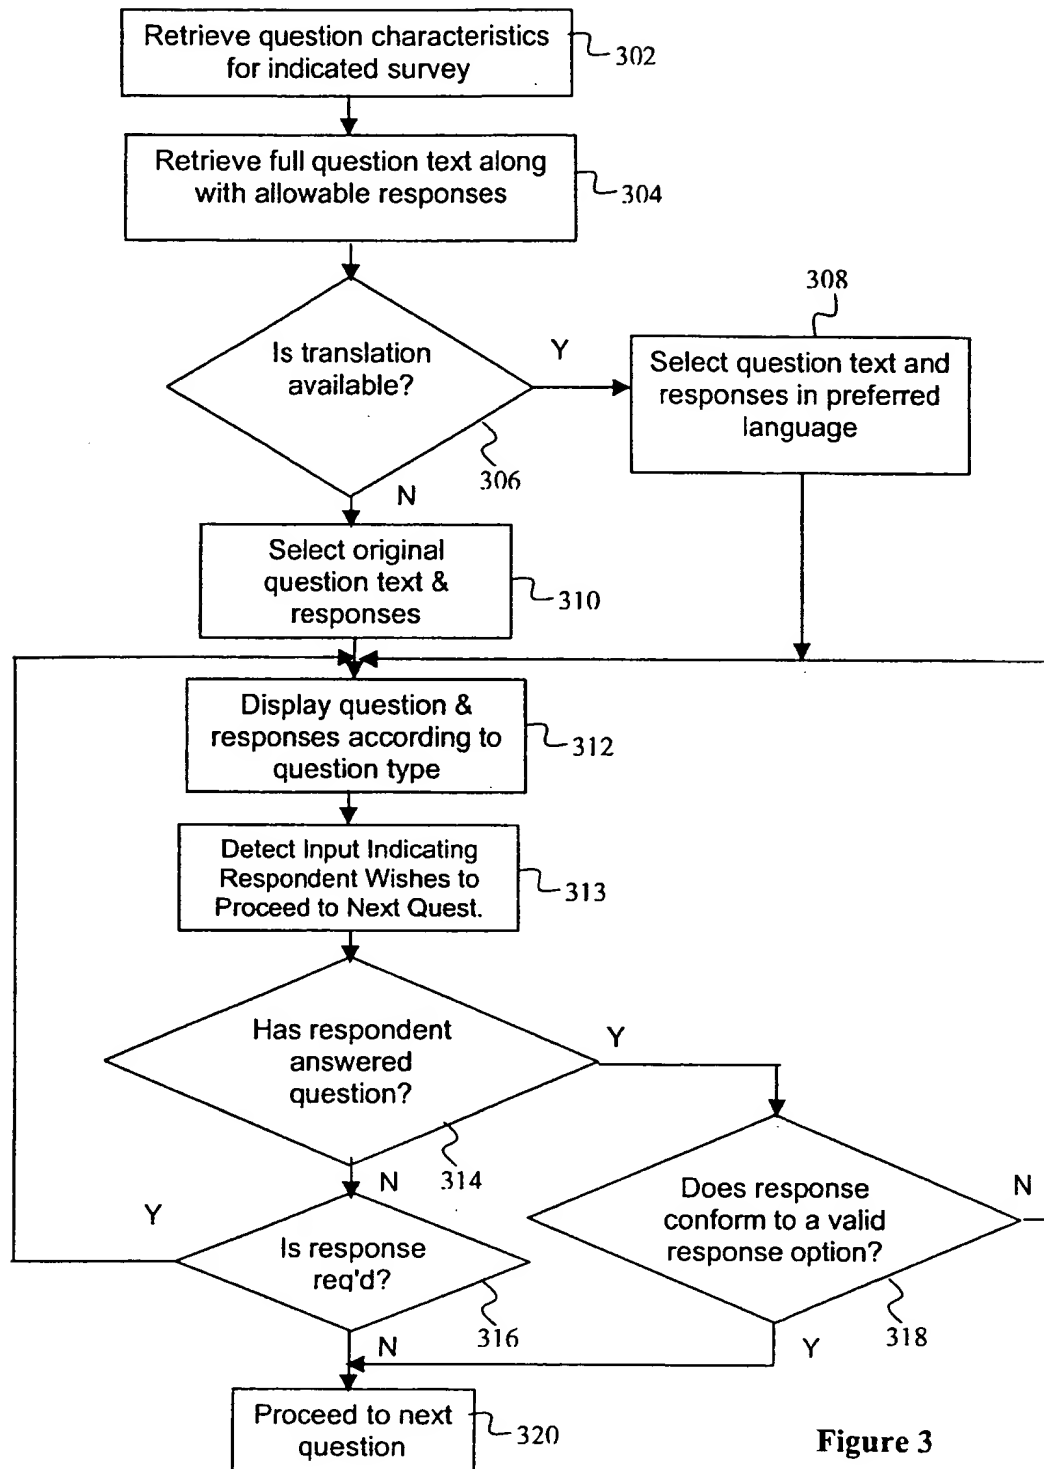 Retrieve question characteristics
for indicated survey
302
Retrieve full question text along
with allowable responses
304
308
Is translation
available?
Y
Select question text and
responses in preferred
language
306
N
Select original
question text &
responses
310
Display question &
responses according to
question type
312
Detect Input Indicating
Respondent Wishes to
Proceed to Next Quest.
313
Has respondent
answered
question?
Y
314
N
Does response
conform to a valid
response option?
N
Y
Is response
req'd?
316
318
N
Y
Proceed to next
question
320
Figure 3